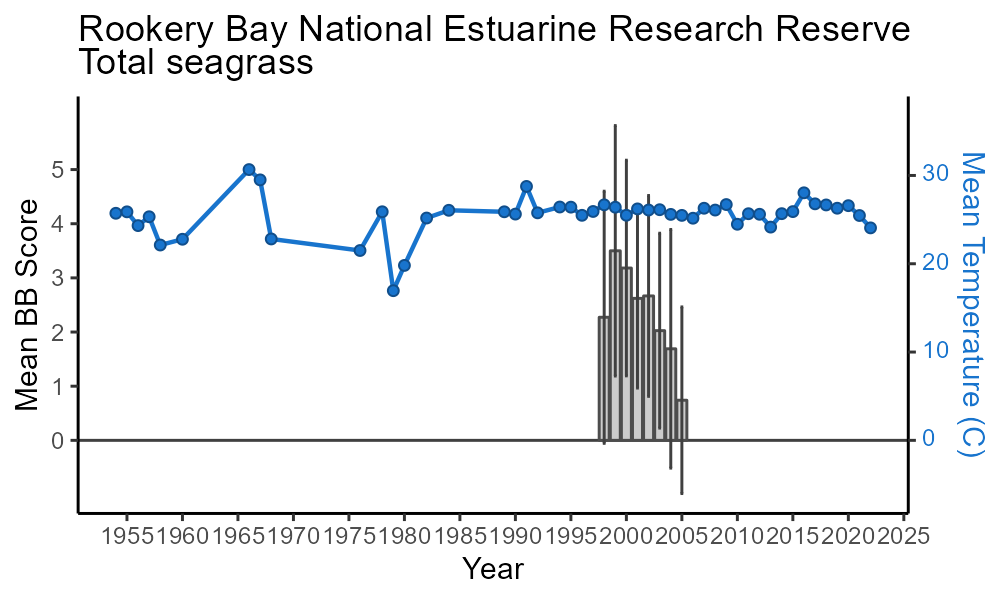 Rookery Bay National Estuarine Research Reserve
Total seagrass
Mean BB Score
5
4
3
2
1
0
30
20
10
0
Mean Temperature (C)
1955 1960 1965 1970 1975 1980 1985 1990 1995 2000 2005 2010 2015 2020 2025
Year